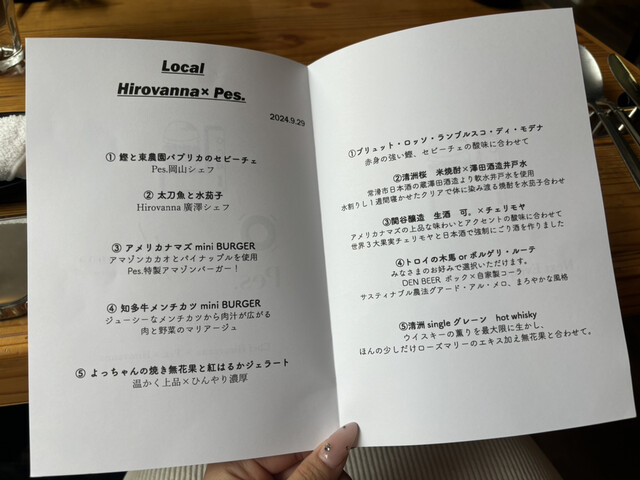 Local
Hirovanna× Pes.
2024.9.29
① 鰹と東農園パプリカのセビーチェ
Pes.岡山シェフ
② 太刀魚と水茄子
Hirovanna 廣澤シェフ
③ アメリカナマズ mini BURGER
アマゾンカカオとパイナップルを使用
Pes.特製アマゾンバーガー！
④ 知多牛メンチカツ mini BURGER
ジューシーなメンチカツから肉汁が広がる
肉と野菜のマリアージュ
⑤ よっちゃんの焼き無花果と紅はるかジェラート
温かく上品×ひんやり濃厚
①ブリュット・ロッソ・ランブルスコ・ディ・モデナ
赤身の強い鰹、セビーチェの酸味に合わせて
②清洲桜　米焼酎×澤田酒造井戸水
常滑市日本酒の蔵澤田酒造より軟水井戸水を使用
水割りし１週間寝かせたクリアで体に染み渡る焼酎を水茄子合わせ
③関谷醸造　生酒　可。×チェリモヤ
アメリカナマズの上品な味わいとアクセントの酸味に合わせて
世界３大果実チェリモヤと日本酒で強制にごり酒を作りました
④トロイの木馬 or ボルゲリ・ルーテ
みなさまのお好みで選択いただけます。
DEN BEER ボック×自家製コーラ
サスティナブル農法グアード・アル・メロ、まろやかな風格
⑤清洲 single グレーン　hot whisky
ウイスキーの薫りを最大限に生かし、
ほんの少しだけローズマリーのエキス加え無花果と合わせて。